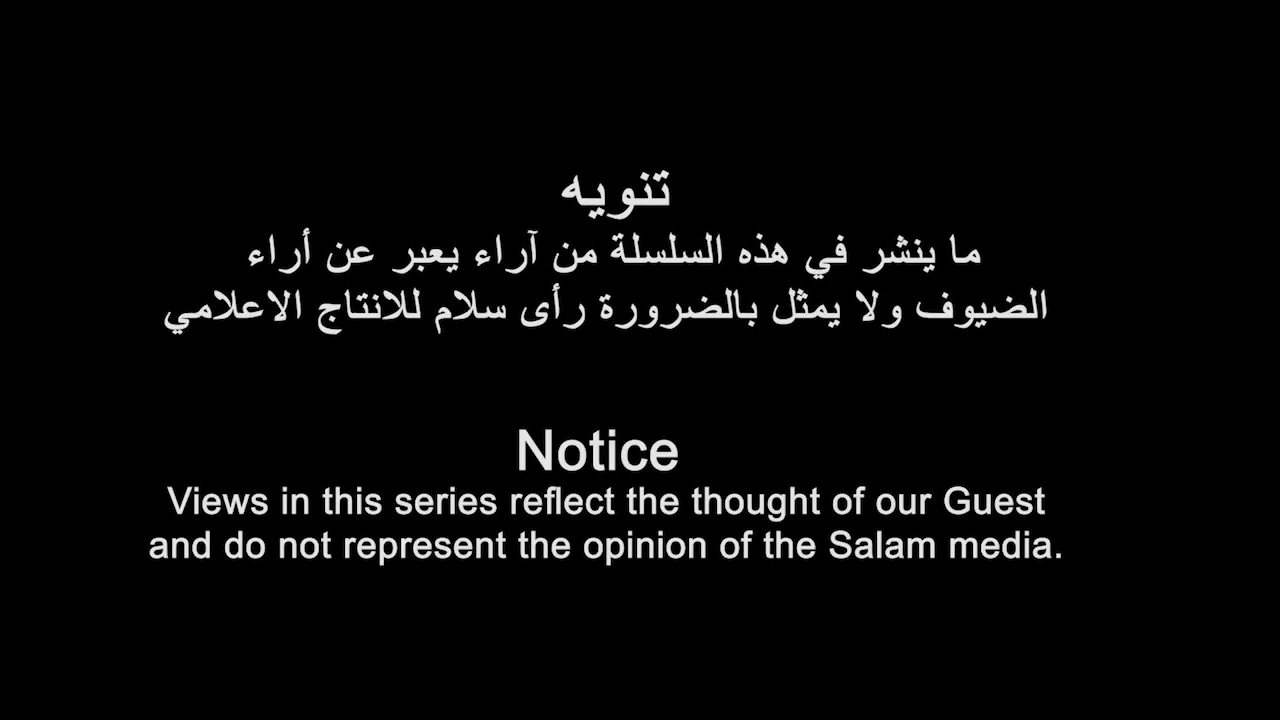 تنويه
ما ينشر في هذه السلسلة من آراء يعبر عن أراء
الضيوف ولا يمثل بالضرورة رأى سلام للانتاج الاعلامي
Notice
Views in this series reflect the thought of our Guest
and do not represent the opinion of the Salam media.